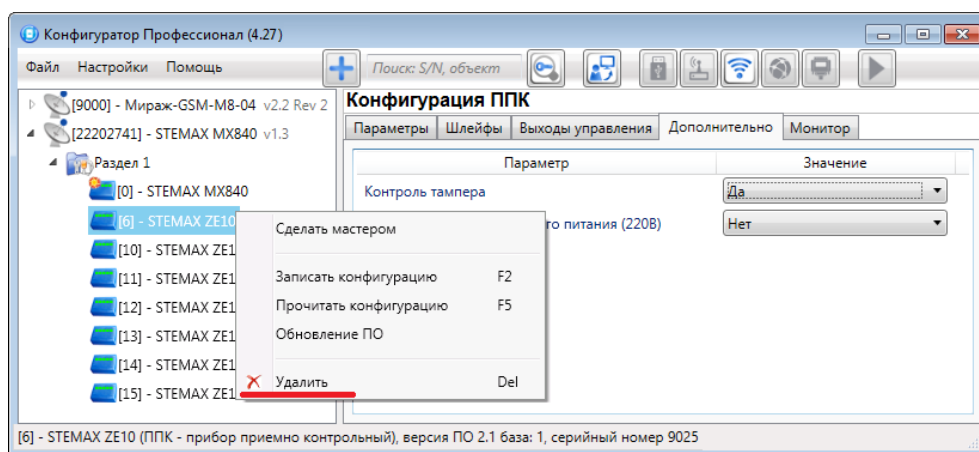 Конфигуратор Профессионал (4.27)
Файл Настройки Помощь Поиск: S/N, объект
[9000] - Мираж-GSM-M8-04 v2.2 Rev 2
[22202741] - STEMAX MX840 v1.3
Раздел 1
[0] - STEMAX MX840
[6] - STEMAX ZE10
[10] - STEMAX ZE1
[11] - STEMAX ZE1
[12] - STEMAX ZE1
[13] - STEMAX ZE1
[14] - STEMAX ZE1
[15] - STEMAX ZE1
Конфигурация ППК
Параметры Шлейфы Выходы управления Дополнительно Монитор
Параметр Значение
Контроль тампера Да
го питания (220В) Нет
Сделать мастером
Записать конфигурацию F2
Прочитать конфигурацию F5
Обновление ПО
Удалить Del
[6] - STEMAX ZE10 (ППК - прибор приемно контрольный), версия ПО 2.1 база: 1, серийный номер 9025